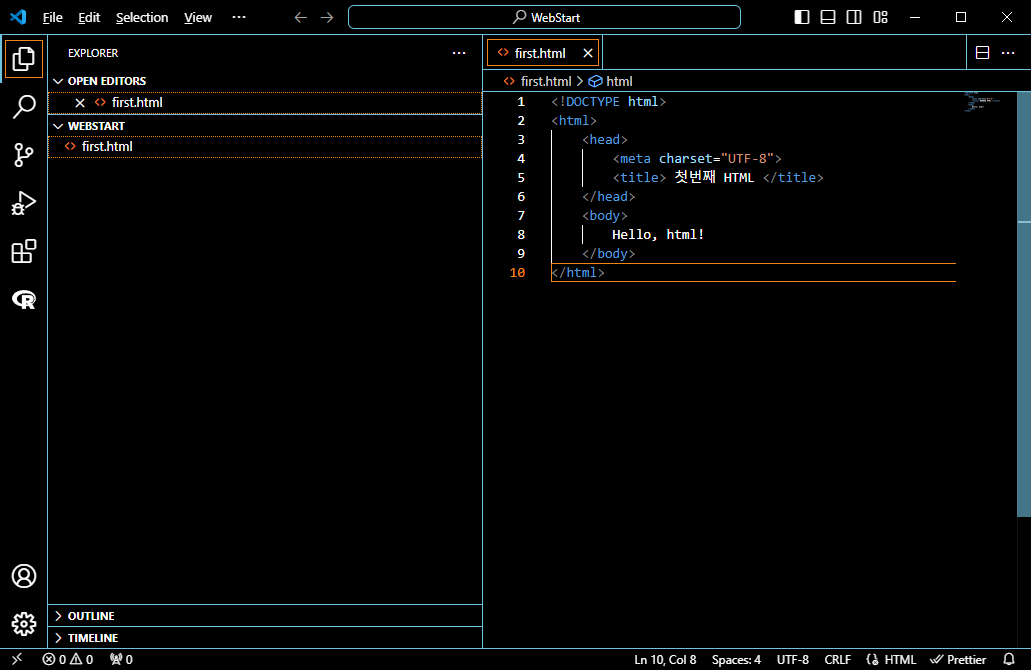 File Edit Selection View ··· WebStart
EXPLORER ···
OPEN EDITORS
first.html
WEBSTART
first.html
OUTLINE
TIMELINE
first.html
first.html > html
1 <!DOCTYPE html>
2 <html>
3 <head>
4 <meta charset="UTF-8">
5 <title> 첫번째 HTML </title>
6 </head>
7 <body>
8 Hello, html!
9 </body>
10 </html>
0 0 0 Ln 10, Col 8 Spaces: 4 UTF-8 CRLF HTML Prettier